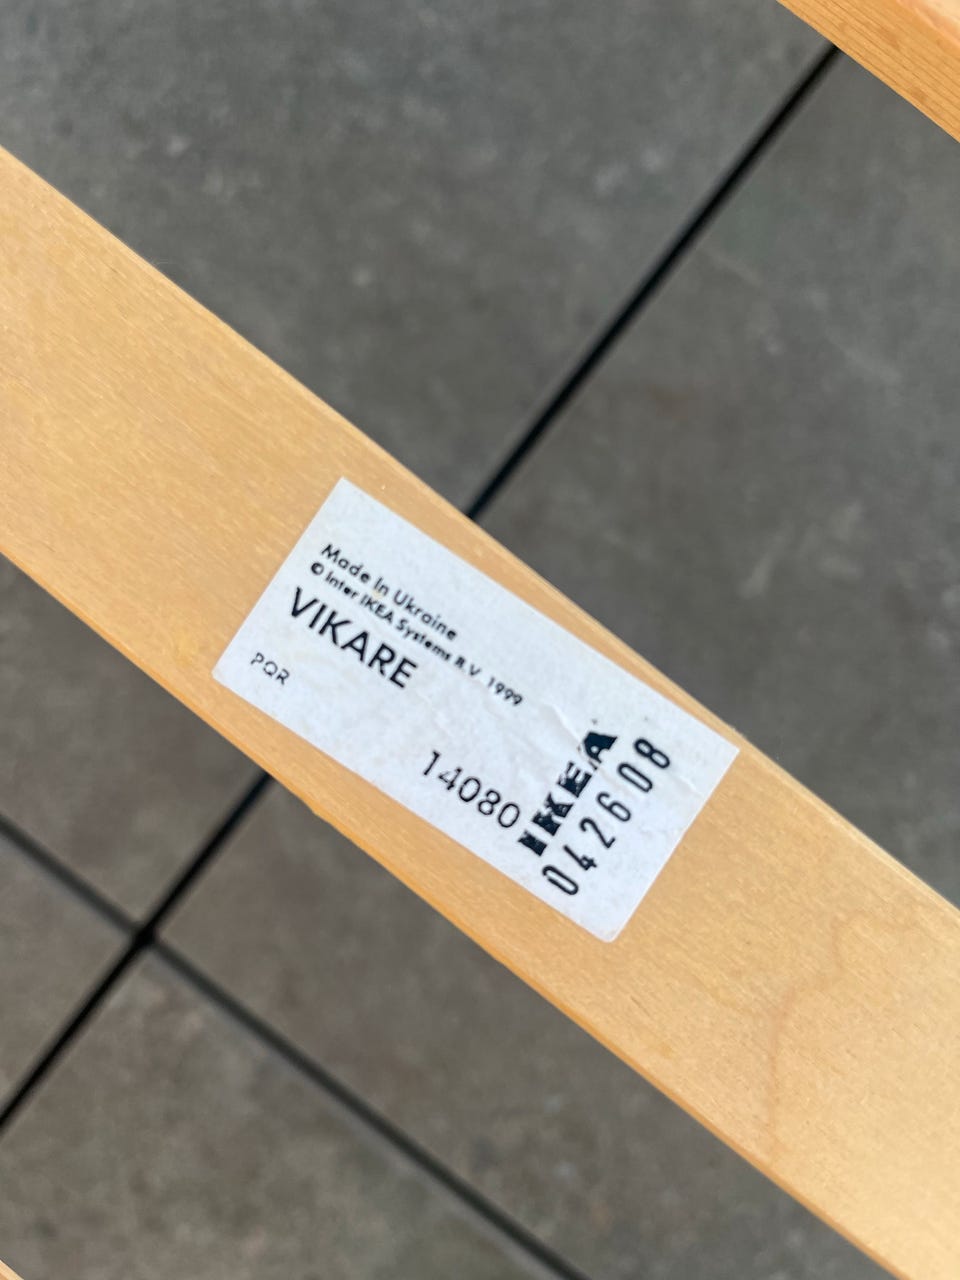 Made in Ukraine
© Inter IKEA Systems B.V. 1999
VIKARE
PQR
14080
IKEA
042608